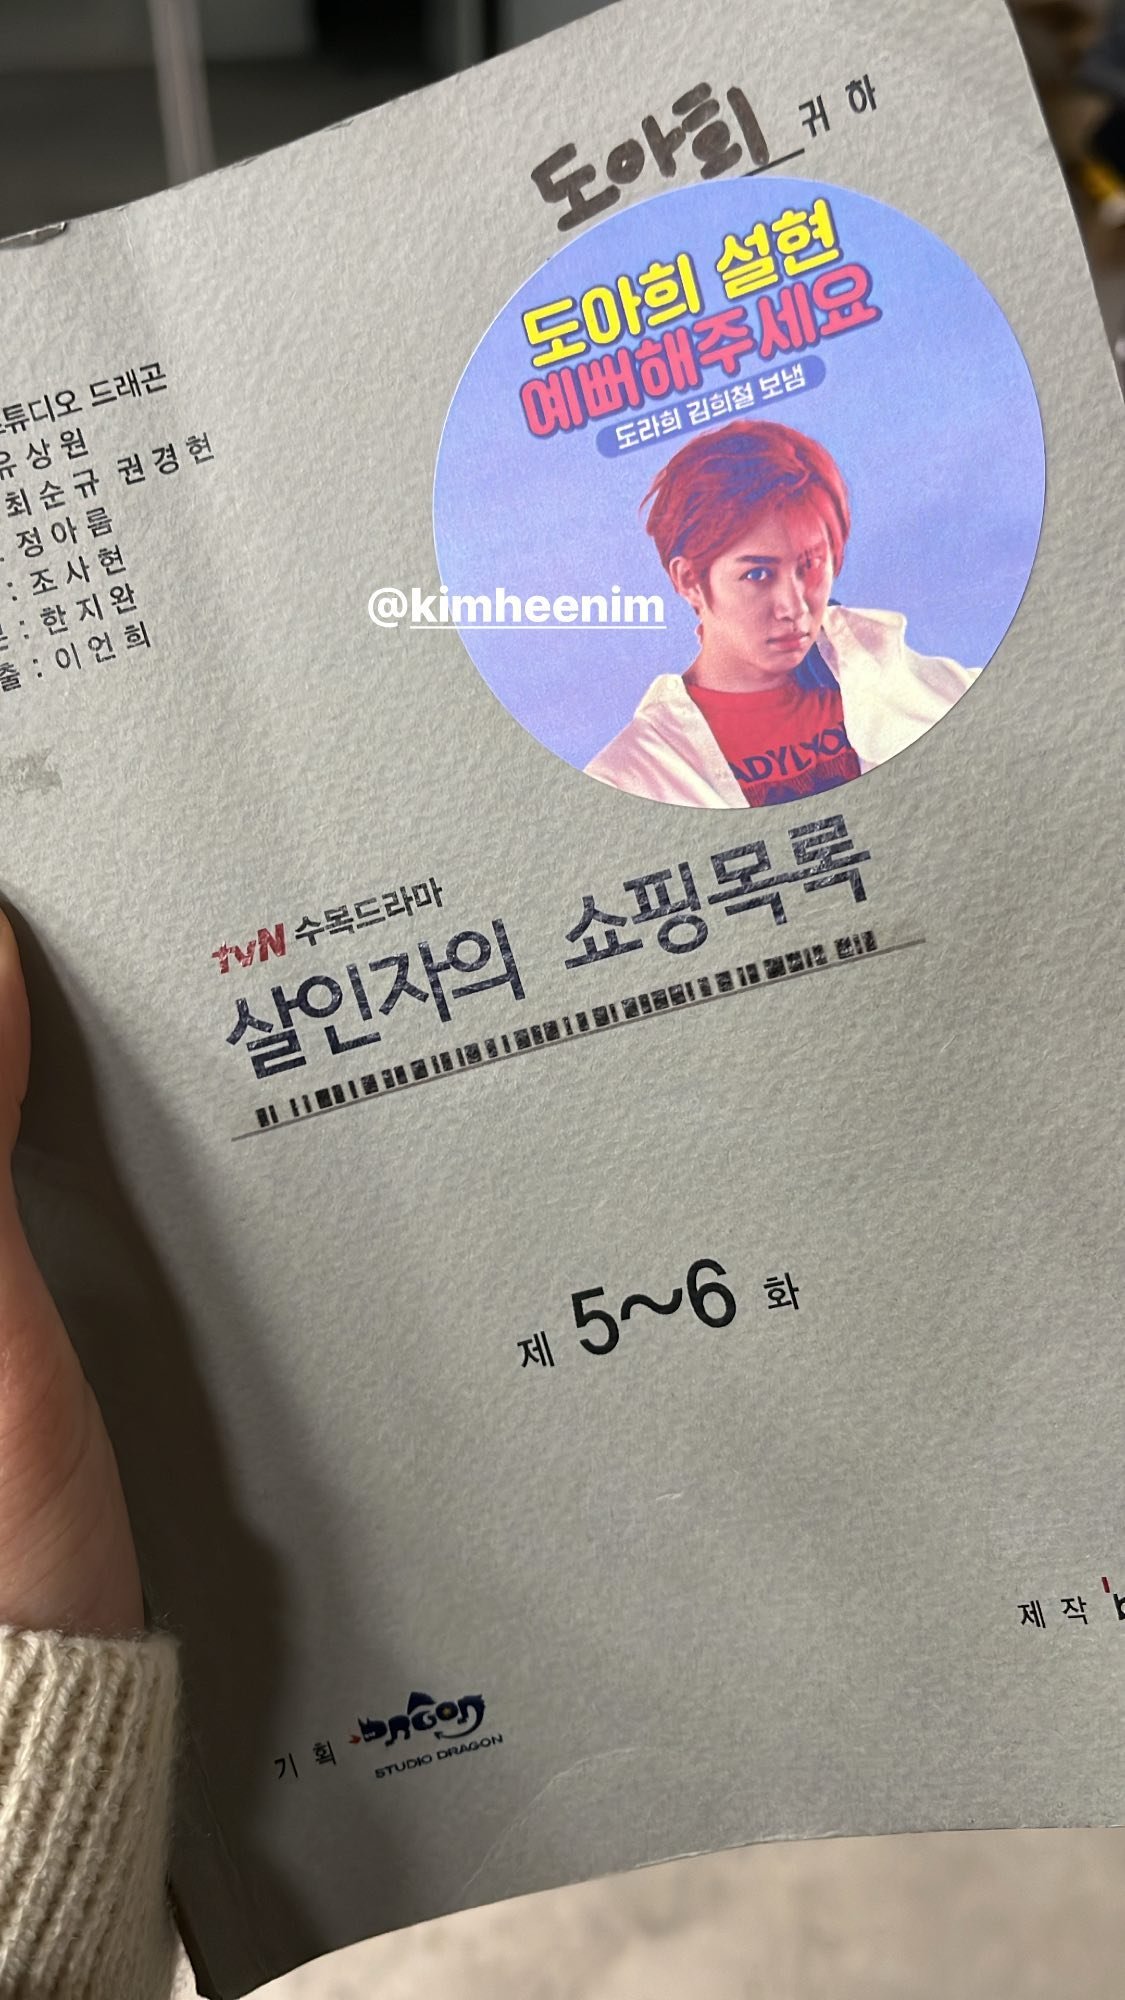 도아희 귀하
도아희 설현
예뻐해주세요
도라희 김희철 보냄
@kimheenim
ADYLYO
튜디오 드래곤
유상원
최순규 권경헌
정아름
: 조사현
: 한지완
출 : 이언희
tvN 수목드라마
살인자의 쇼핑목록
제 5~6 화
제작
기획 DRAGON
STUDIO DRAGON